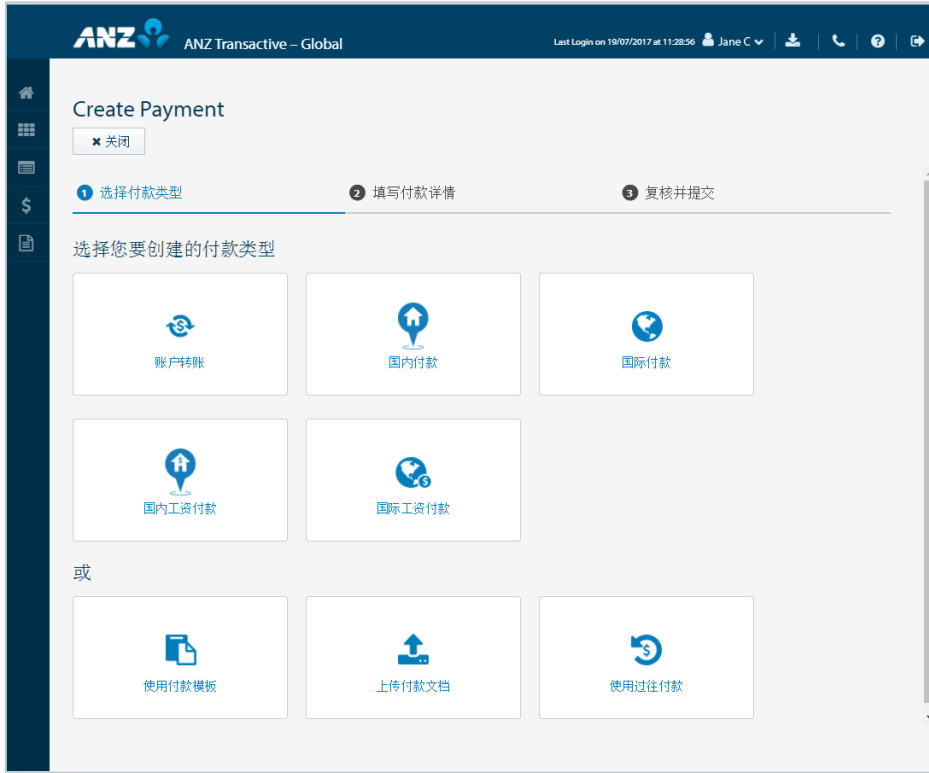 ANZ ANZ Transactive – Global Last Login on 19/07/2017 at 11:28:56 Jane C
Create Payment
× 关闭
1 选择付款类型 2 填写付款详情 3 复核并提交
选择您要创建的付款类型
账户转账 国内付款 国际付款
国内工资付款 国际工资付款
或
使用付款模板 上传付款文档 使用过往付款